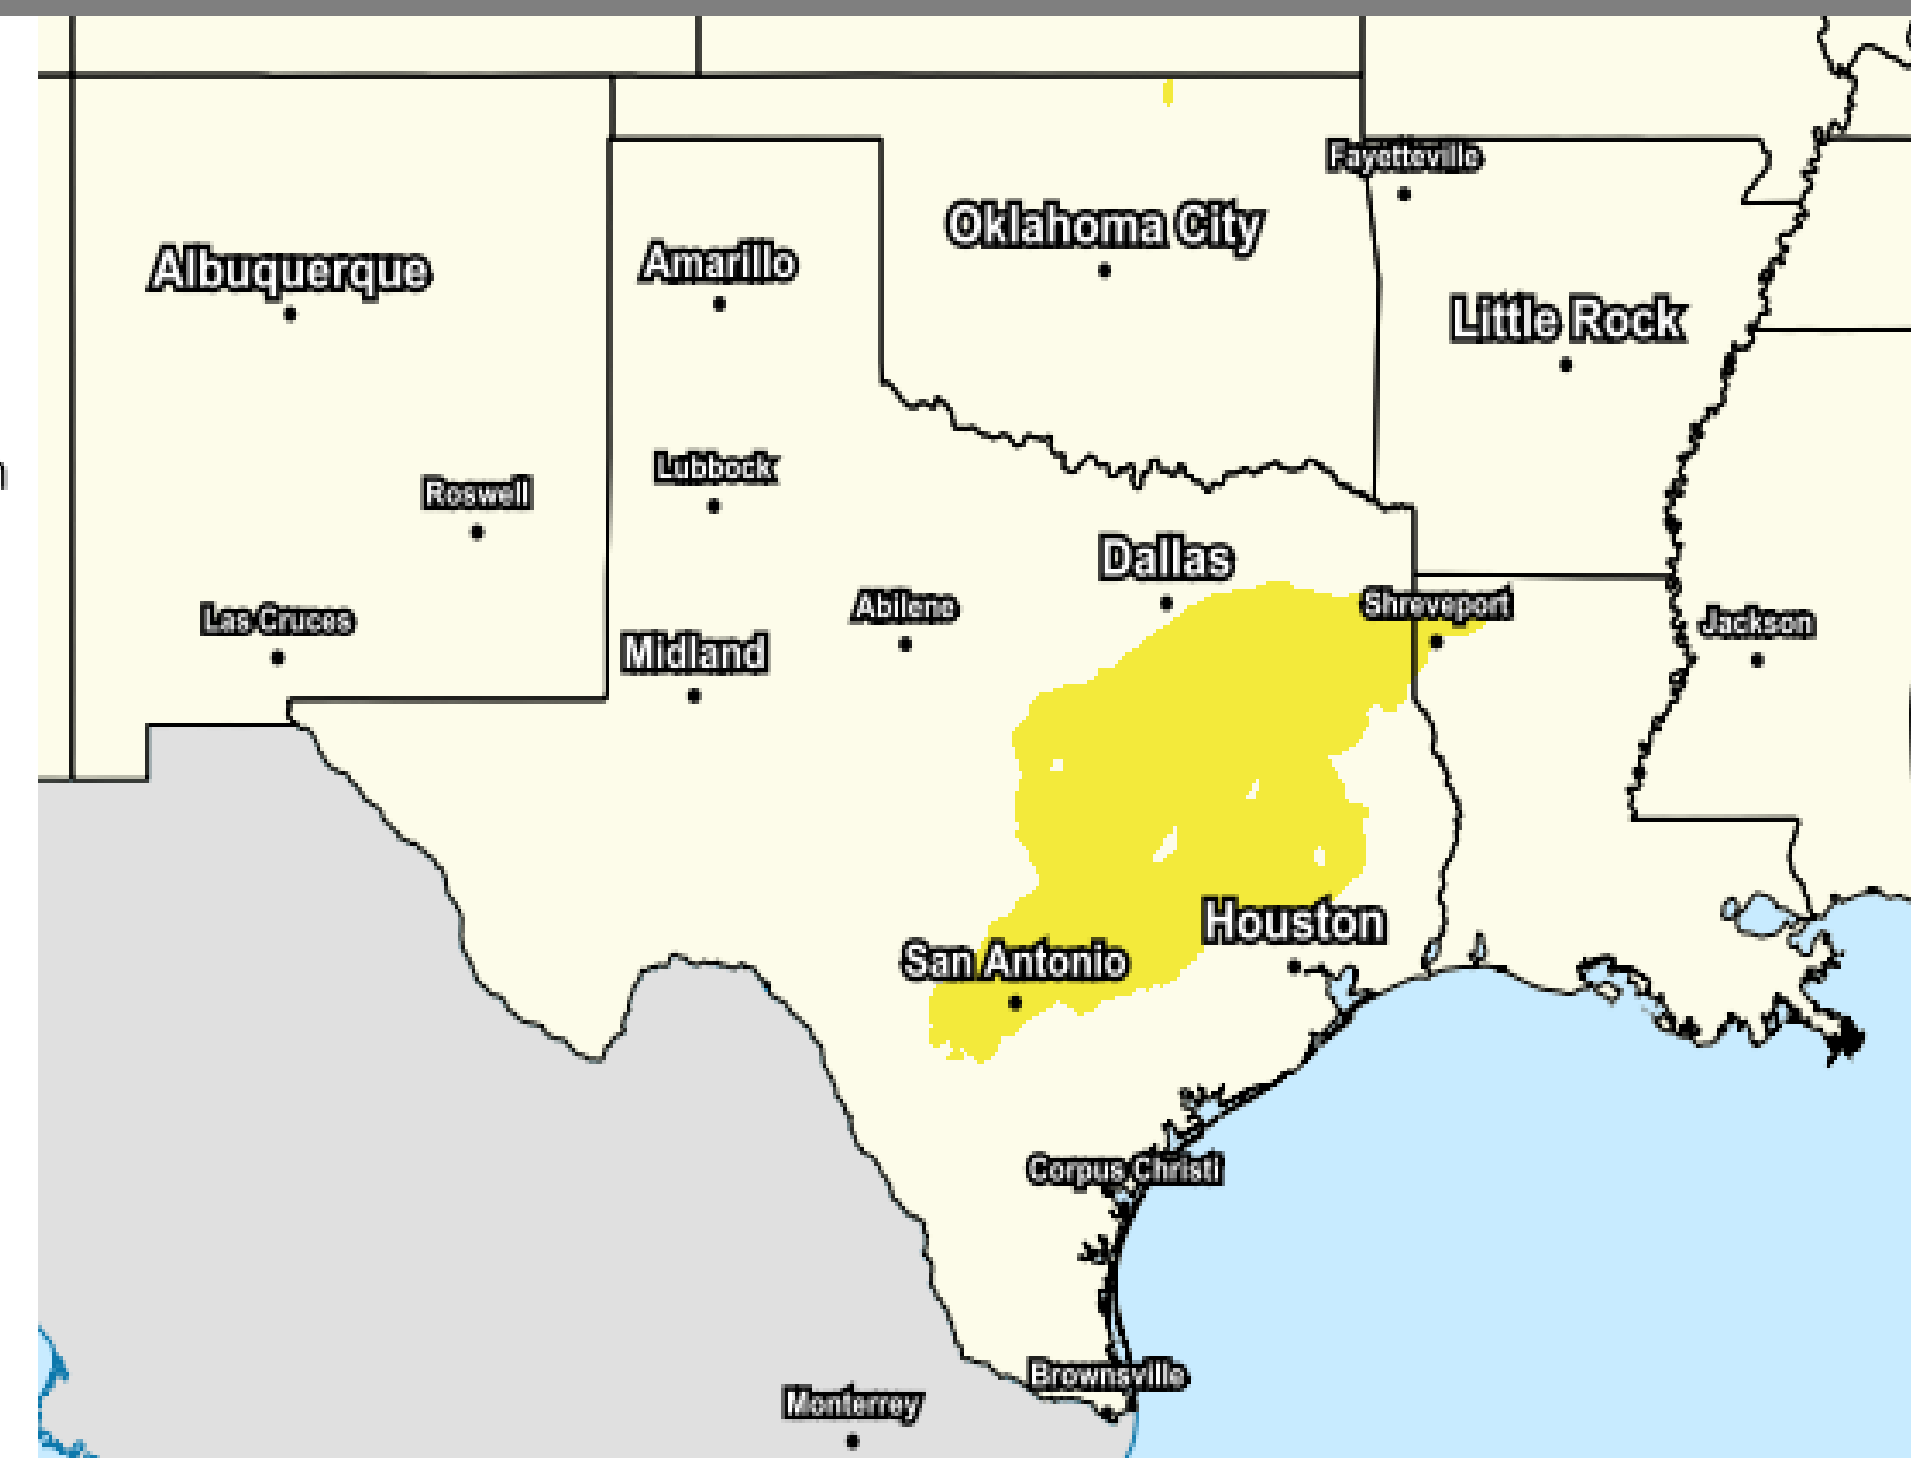 Fayetteville
Oklahoma City
Albuquerque
Amarillo
Little Rock
Lubbock
Roswell
Dallas
Las Cruces
Abilene
Shreveport
Jackson
Midland
Houston
San Antonio
Corpus Christi
Brownsville
Monterrey